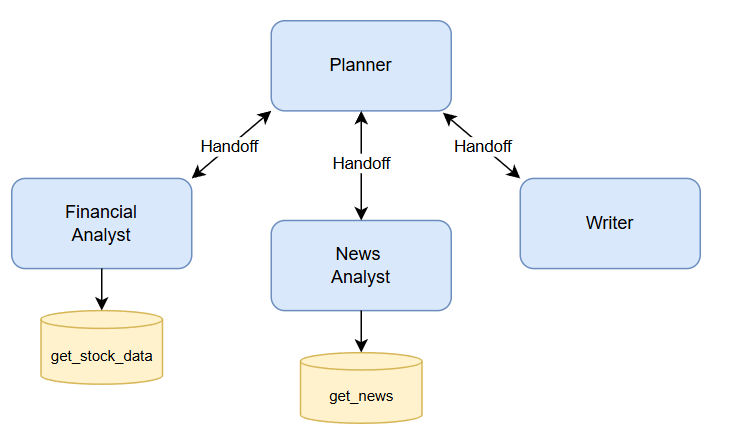 Planner
Handoff
Handoff
Handoff
Financial
Analyst
News
Analyst
Writer
get_stock_data
get_news